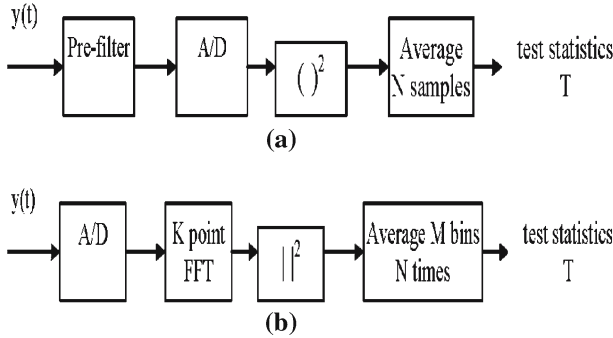 y(t)
Pre-filter
A/D
( )²
Average
N samples
test statistics
T
(a)
y(t)
A/D
K point
FFT
| |²
Average M bins
N times
test statistics
T
(b)